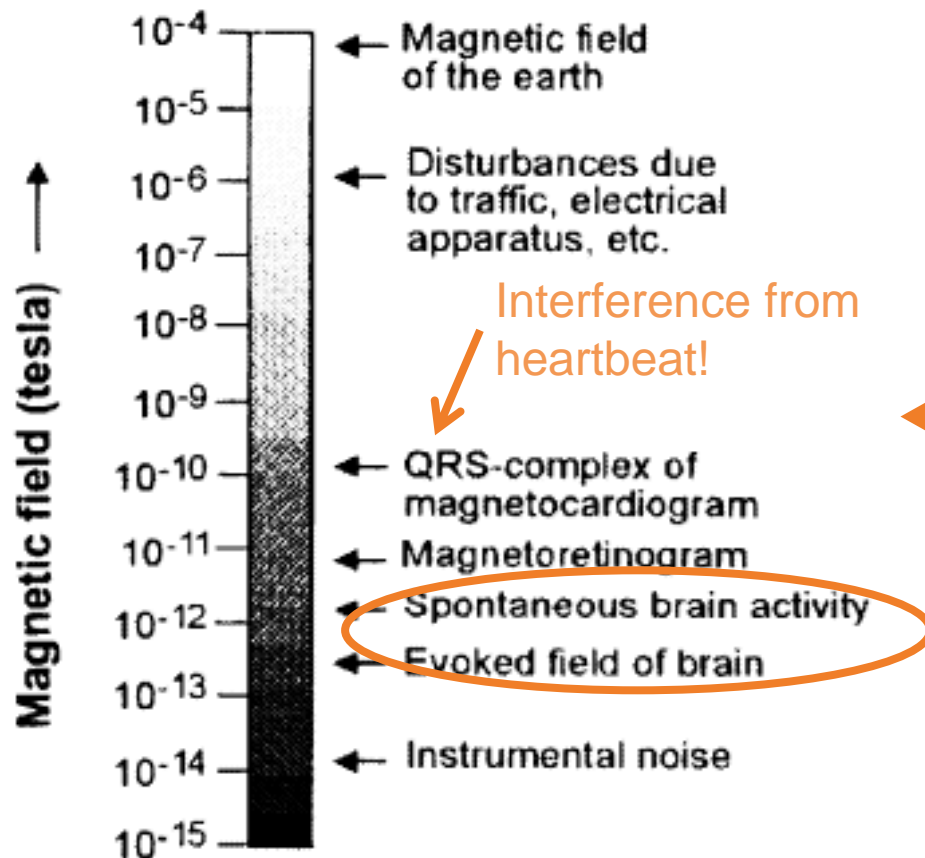 Magnetic field (tesla)
10⁻⁴
10⁻⁵
10⁻⁶
10⁻⁷
10⁻⁸
10⁻⁹
10⁻¹⁰
10⁻¹¹
10⁻¹²
10⁻¹³
10⁻¹⁴
10⁻¹⁵
Magnetic field
of the earth
Disturbances due
to traffic, electrical
apparatus, etc.
Interference from
heartbeat!
QRS-complex of
magnetocardiogram
Magnetoretinogram
Spontaneous brain activity
Evoked field of brain
Instrumental noise